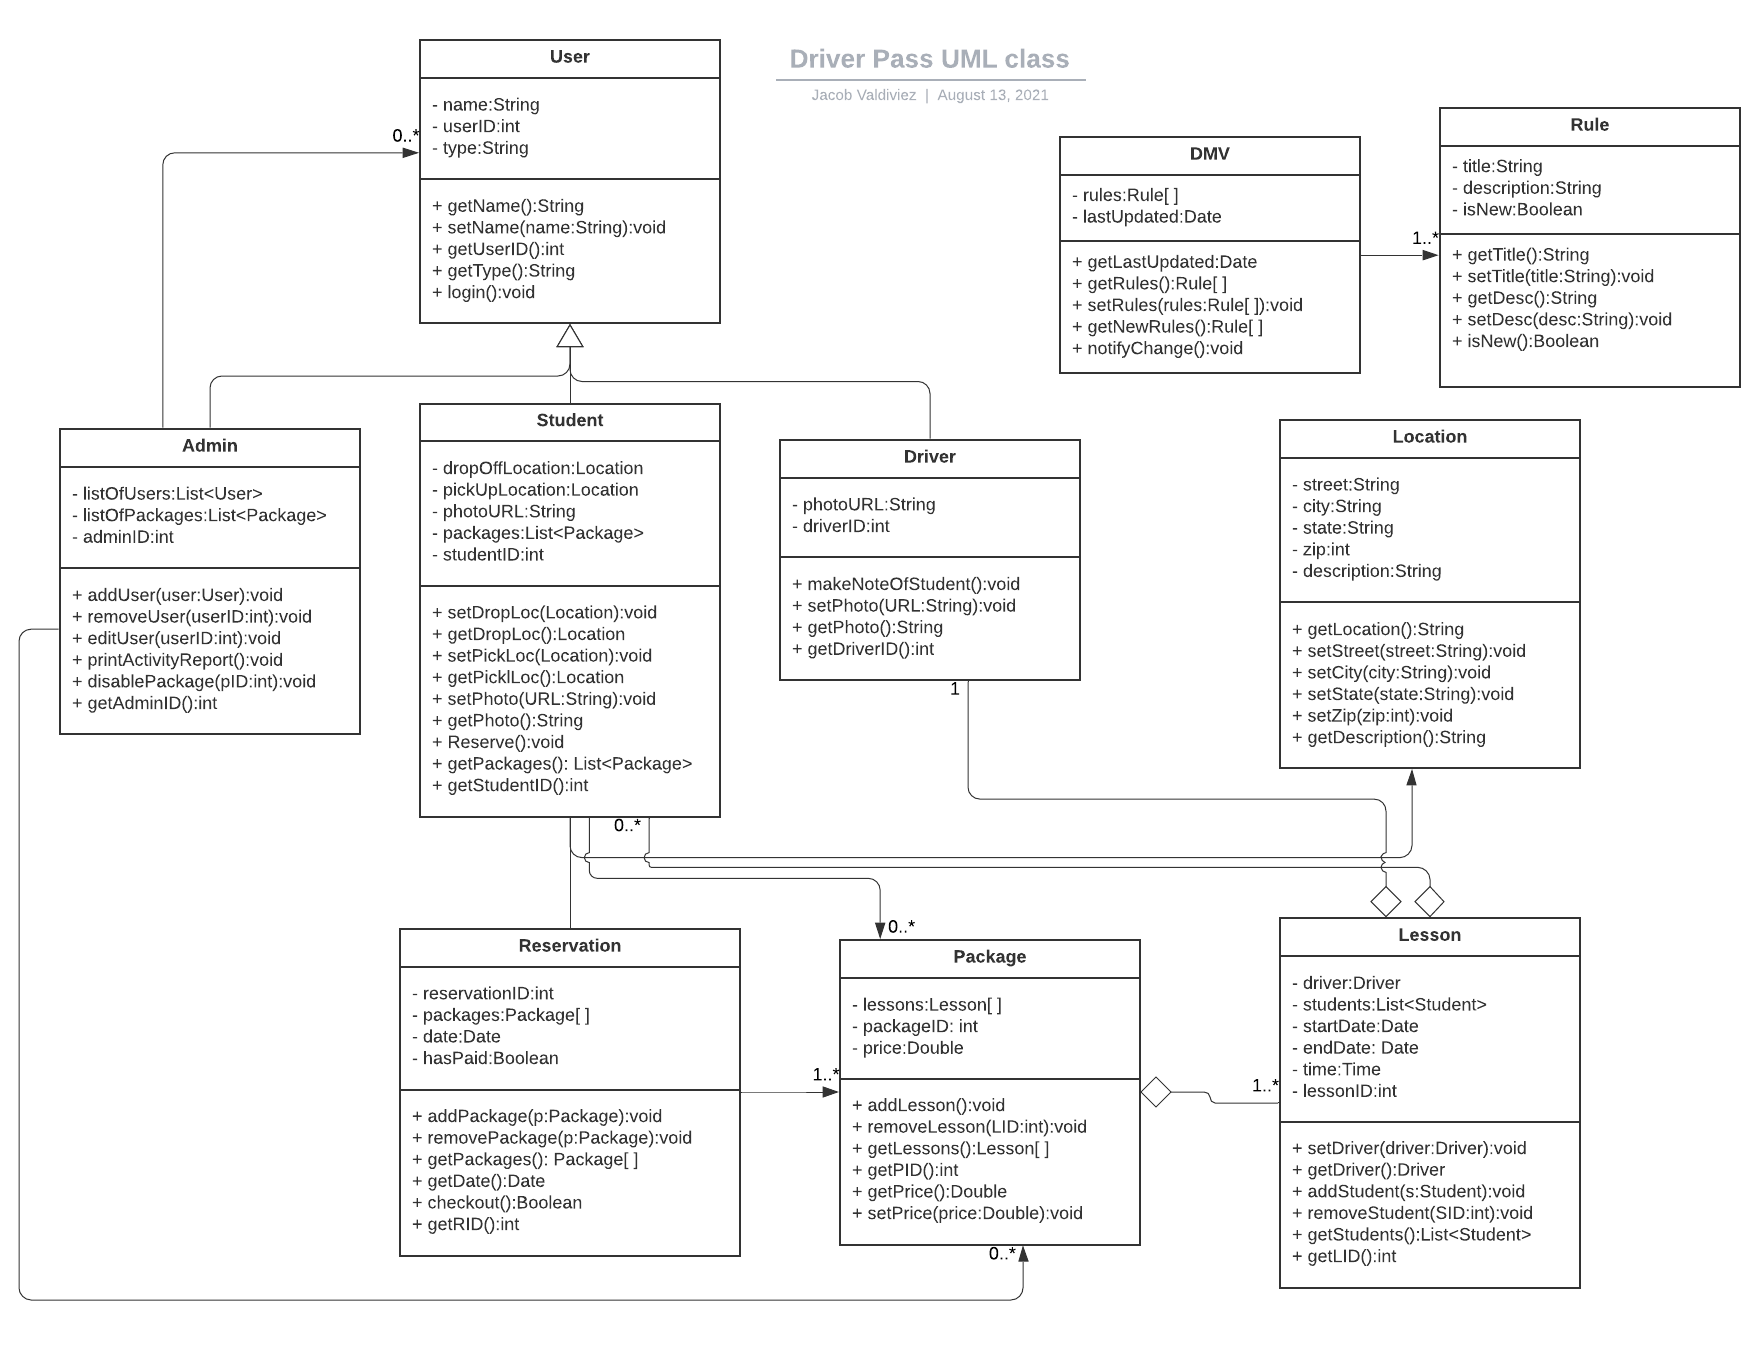 Driver Pass UML class
Jacob Valdiviez | August 13, 2021
User
- name:String
- userID:int
- type:String
+ getName():String
+ setName(name:String):void
+ getUserID():int
+ getType():String
+ login():void
0..*
DMV
- rules:Rule[ ]
- lastUpdated:Date
+ getLastUpdated:Date
+ getRules():Rule[ ]
+ setRules(rules:Rule[ ]):void
+ getNewRules():Rule[ ]
+ notifyChange():void
1..*
Rule
- title:String
- description:String
- isNew:Boolean
+ getTitle():String
+ setTitle(title:String):void
+ getDesc():String
+ setDesc(desc:String):void
+ isNew():Boolean
Admin
- listOfUsers:List<User>
- listOfPackages:List<Package>
- adminID:int
+ addUser(user:User):void
+ removeUser(userID:int):void
+ editUser(userID:int):void
+ printActivityReport():void
+ disablePackage(pID:int):void
+ getAdminID():int
Student
- dropOffLocation:Location
- pickUpLocation:Location
- photoURL:String
- packages:List<Package>
- studentID:int
+ setDropLoc(Location):void
+ getDropLoc():Location
+ setPickLoc(Location):void
+ getPicklLoc():Location
+ setPhoto(URL:String):void
+ getPhoto():String
+ Reserve():void
+ getPackages(): List<Package>
+ getStudentID():int
0..*
Driver
- photoURL:String
- driverID:int
+ makeNoteOfStudent():void
+ setPhoto(URL:String):void
+ getPhoto():String
+ getDriverID():int
1
Location
- street:String
- city:String
- state:String
- zip:int
- description:String
+ getLocation():String
+ setStreet(street:String):void
+ setCity(city:String):void
+ setState(state:String):void
+ setZip(zip:int):void
+ getDescription():String
Reservation
- reservationID:int
- packages:Package[ ]
- date:Date
- hasPaid:Boolean
+ addPackage(p:Package):void
+ removePackage(p:Package):void
+ getPackages(): Package[ ]
+ getDate():Date
+ checkout():Boolean
+ getRID():int
1..*
0..*
Package
- lessons:Lesson[ ]
- packageID: int
- price:Double
+ addLesson():void
+ removeLesson(LID:int):void
+ getLessons():Lesson[ ]
+ getPID():int
+ getPrice():Double
+ setPrice(price:Double):void
0..*
1..*
Lesson
- driver:Driver
- students:List<Student>
- startDate:Date
- endDate: Date
- time:Time
- lessonID:int
+ setDriver(driver:Driver):void
+ getDriver():Driver
+ addStudent(s:Student):void
+ removeStudent(SID:int):void
+ getStudents():List<Student>
+ getLID():int